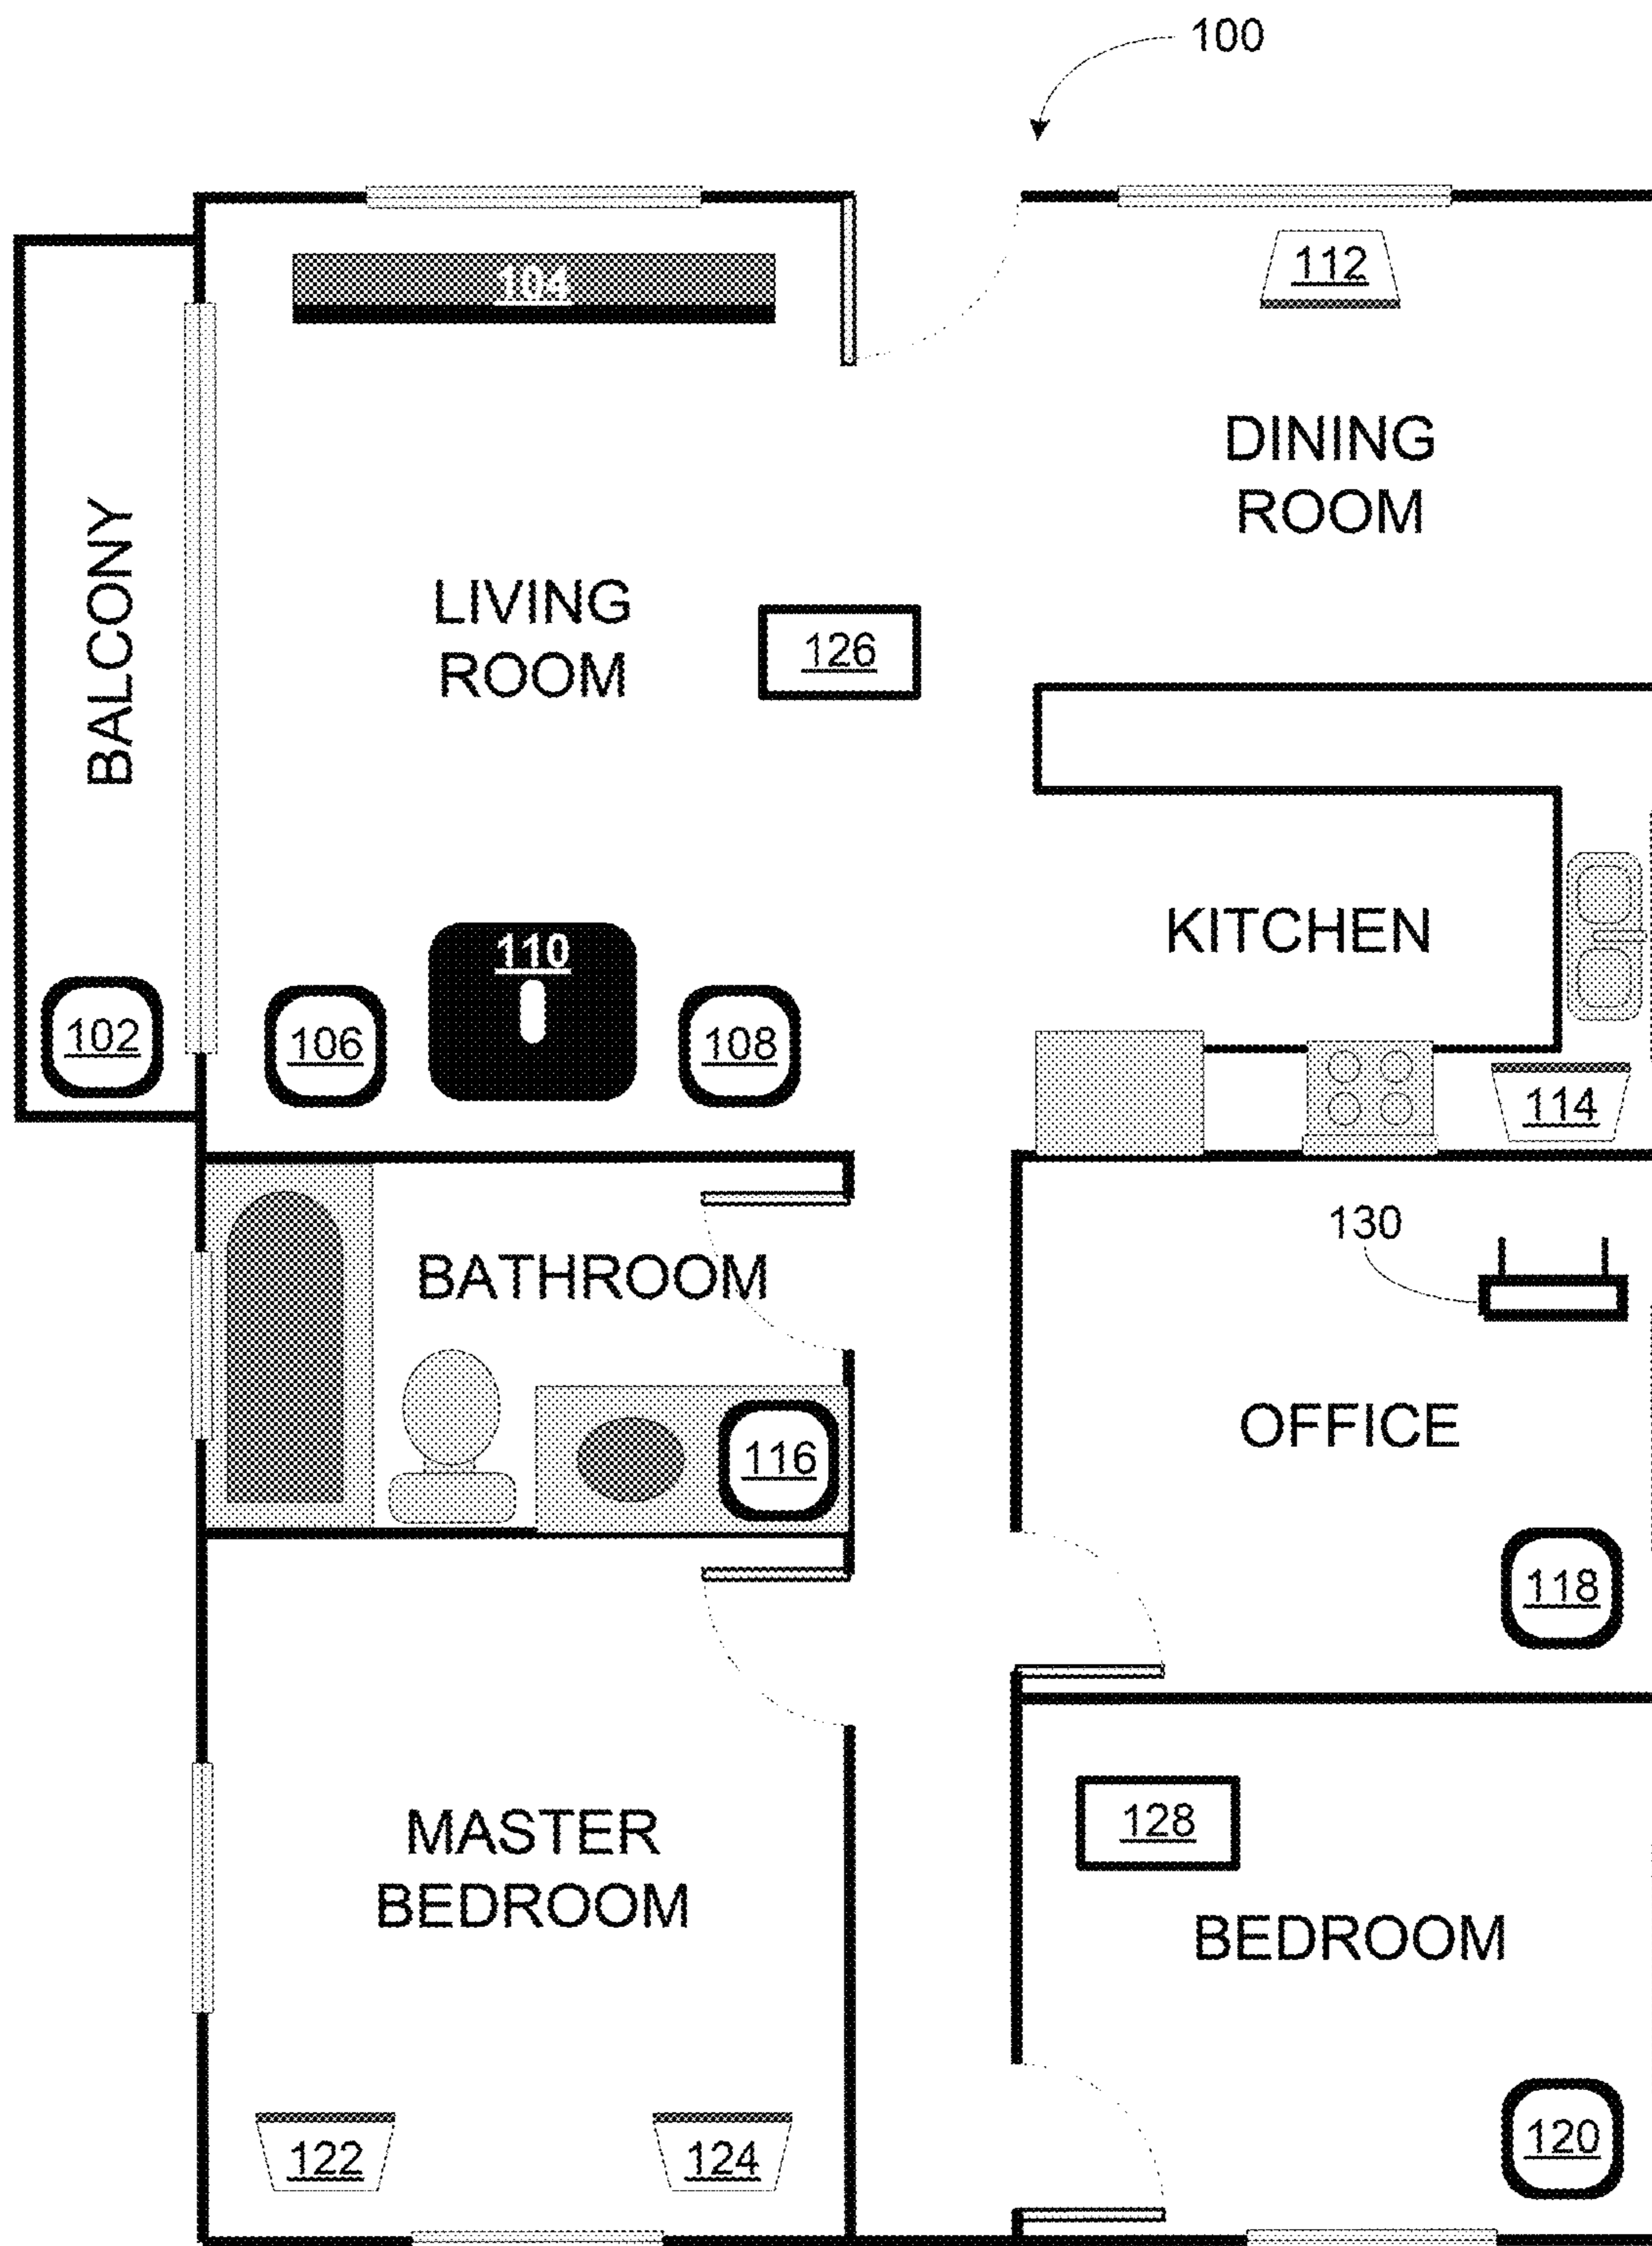 100
104
112
DINING
ROOM
BALCONY
LIVING
ROOM
126
KITCHEN
110
102
106
108
114
130
BATHROOM
OFFICE
116
118
MASTER
BEDROOM
128
BEDROOM
122
124
120